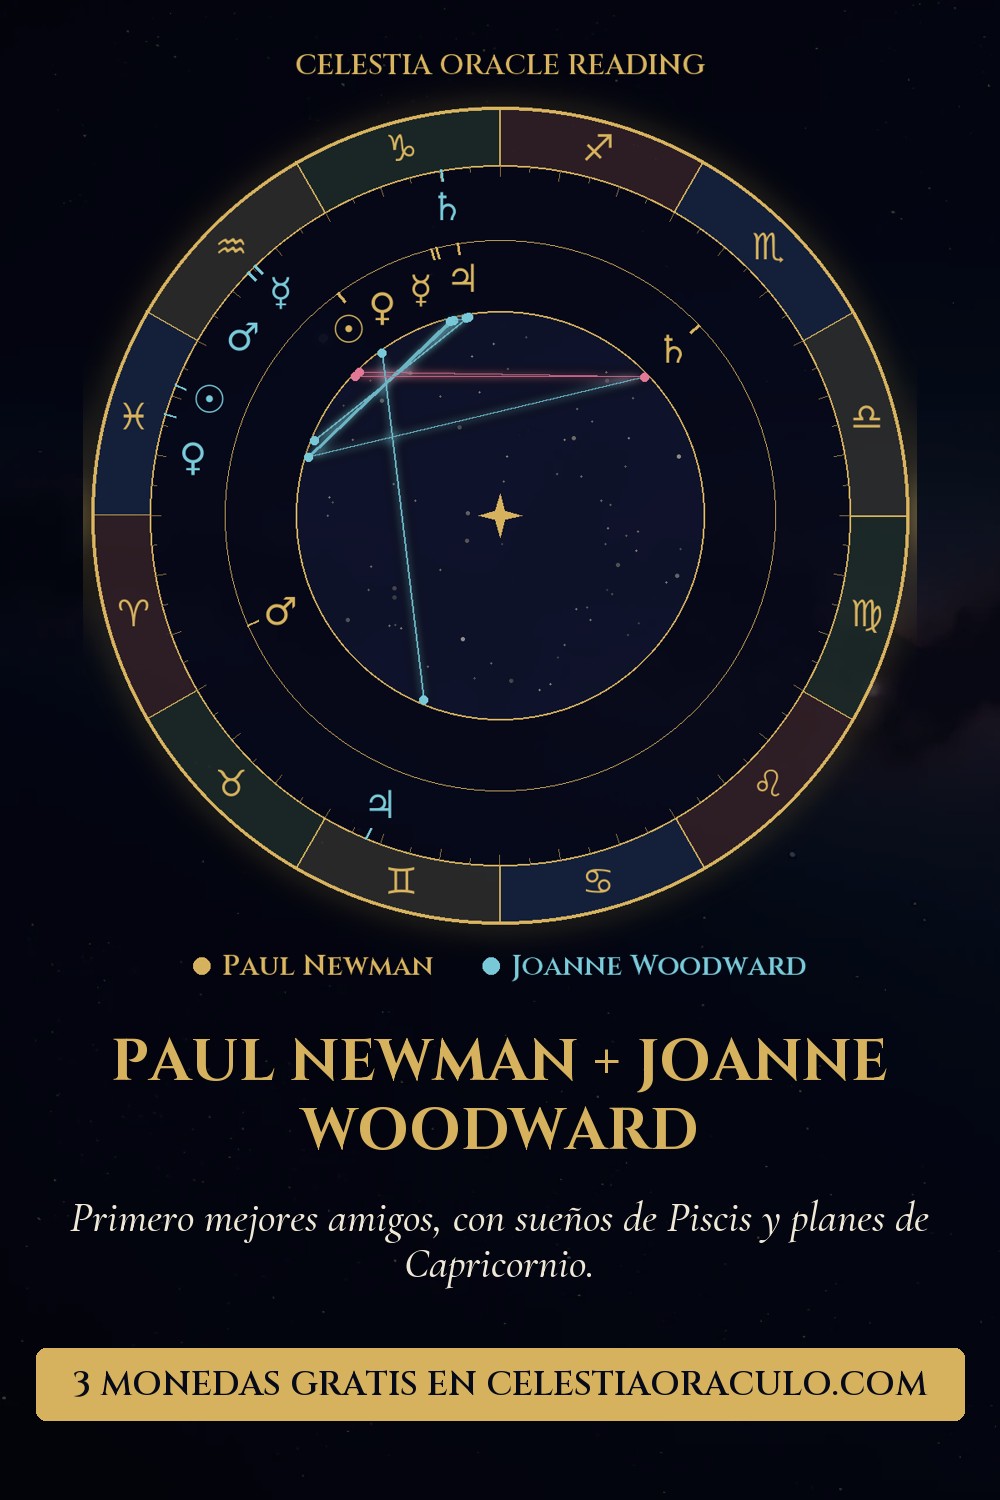 CELESTIA ORACLE READING
PAUL NEWMAN
JOANNE WOODWARD
PAUL NEWMAN + JOANNE
WOODWARD
Primero mejores amigos, con sueños de Piscis y planes de
Capricornio.
3 MONEDAS GRATIS EN CELESTIAORACULO.COM